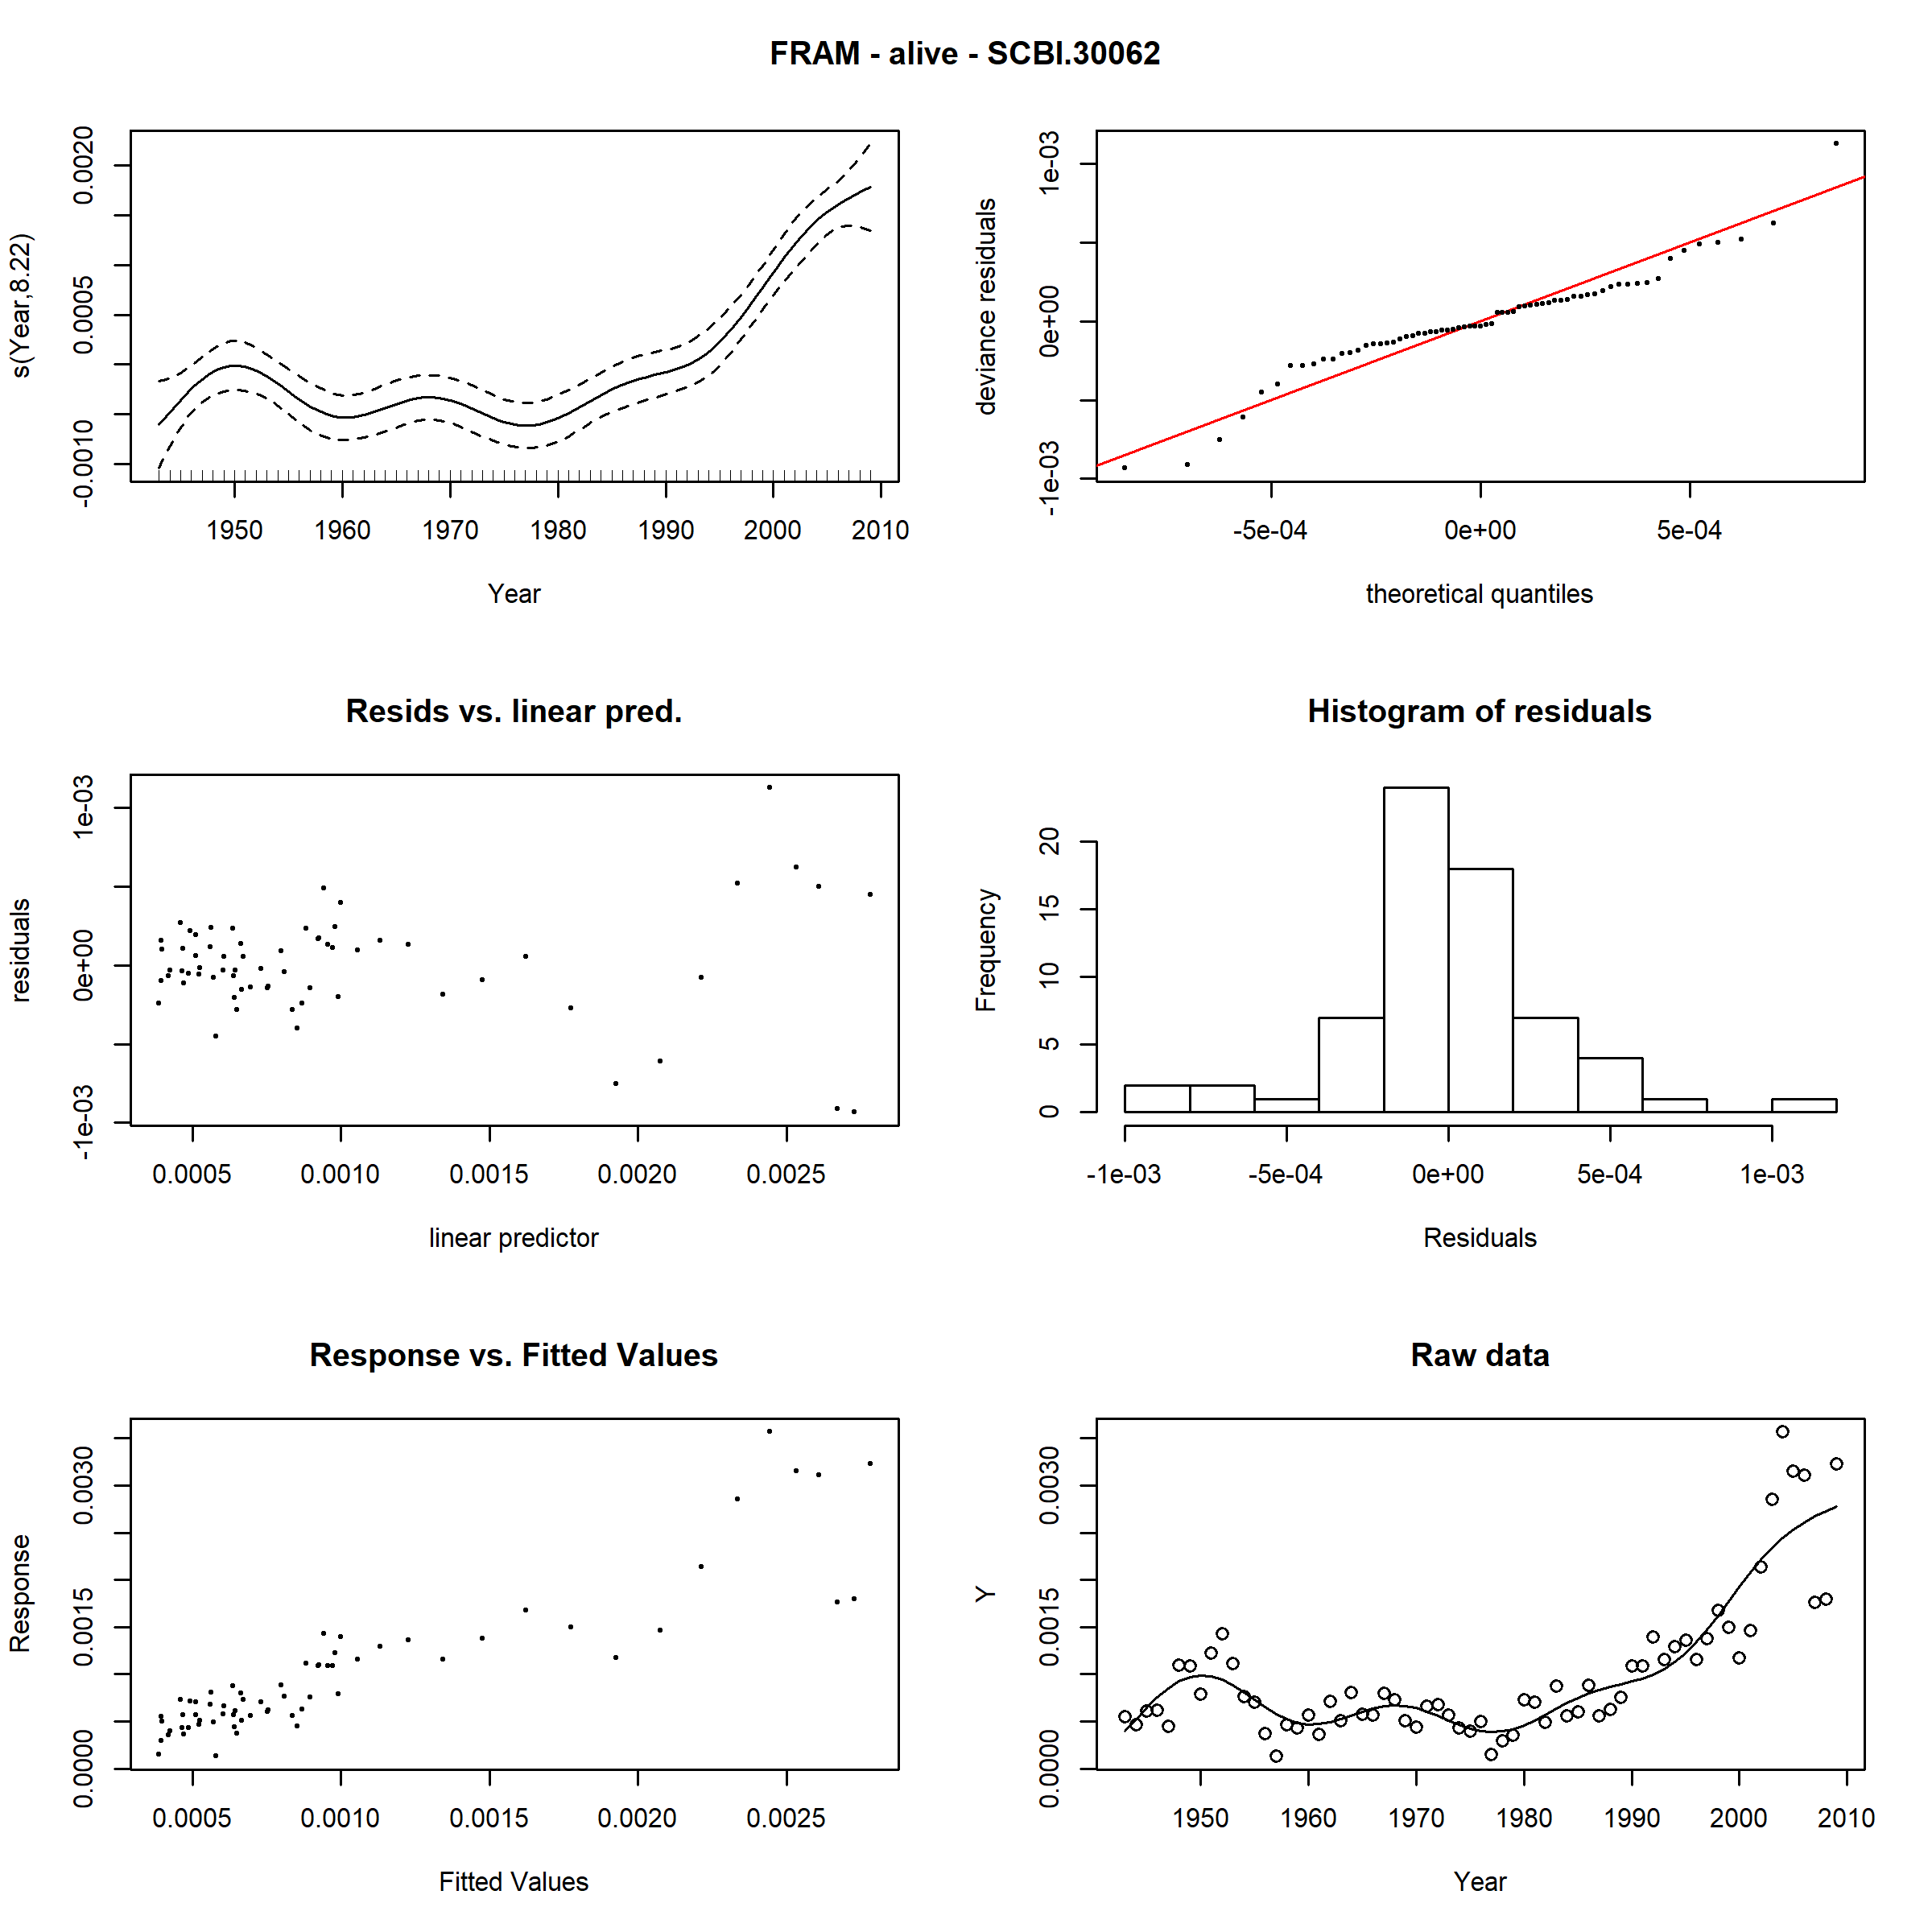 FRAM - alive - SCBI.30062
s(Year,8.22)
-0.0010 0.0005 0.0020
1950 1960 1970 1980 1990 2000 2010
Year
deviance residuals
-1e-03 0e+00 1e-03
-5e-04 0e+00 5e-04
theoretical quantiles
Resids vs. linear pred.
residuals
-1e-03 0e+00 1e-03
0.0005 0.0010 0.0015 0.0020 0.0025
linear predictor
Histogram of residuals
Frequency
0 5 10 15 20
-1e-03 -5e-04 0e+00 5e-04 1e-03
Residuals
Response vs. Fitted Values
Response
0.0000 0.0015 0.0030
0.0005 0.0010 0.0015 0.0020 0.0025
Fitted Values
Raw data
Y
0.0000 0.0015 0.0030
1950 1960 1970 1980 1990 2000 2010
Year